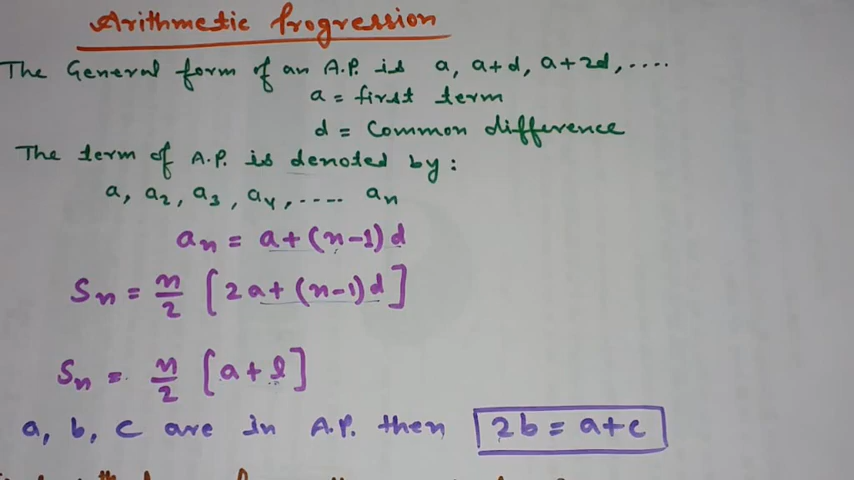 Arithmetic Progression
The General form of an A.P. is a, a+d, a+2d, ....
a = first term
d = Common difference
The term of A.P. is denoted by:
a, a₂, a₃, a₄, ..... aₙ
aₙ = a + (n-1) d
Sₙ = n/2 [2a + (n-1) d]
Sₙ = n/2 [a + l]
a, b, c are in A.P. then 2b = a+c